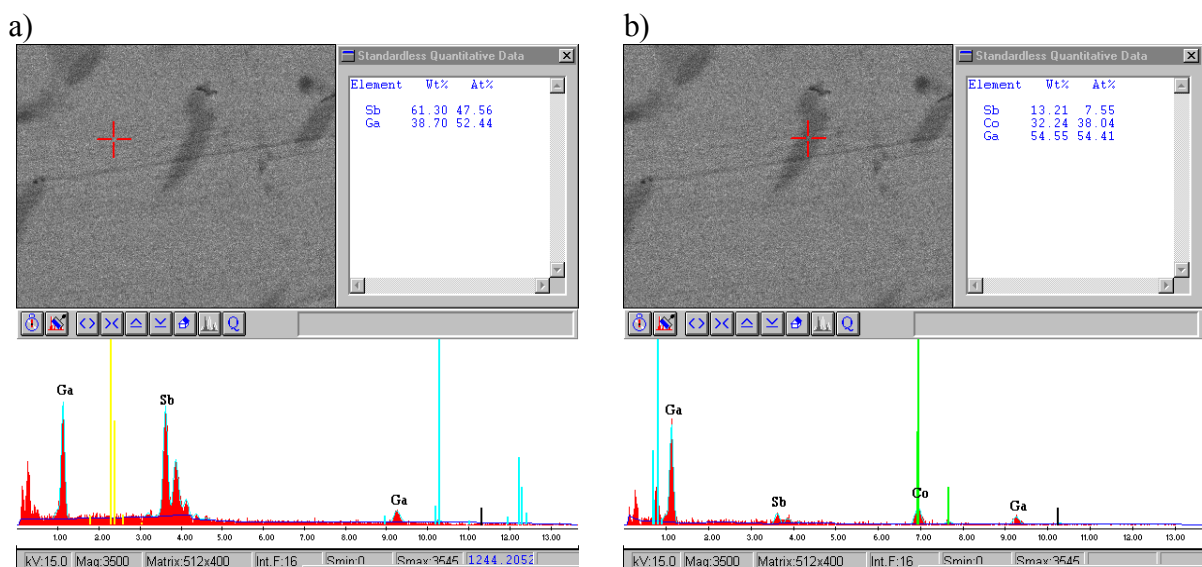 a)
Standardless Quantitative Data
Element Wt% At%
Sb 61.30 47.56
Ga 38.70 52.44
Q
Ga
Sb
Ga
1.00 2.00 3.00 4.00 5.00 6.00 7.00 8.00 9.00 10.00 11.00 12.00 13.00
kV:15.0 Mag:3500 Matrix:512x400 Int.F:16 Smin:0 Smax:3545 1244.2052
b)
Standardless Quantitative Data
Element Wt% At%
Sb 13.21 7.55
Co 32.24 38.04
Ga 54.55 54.41
Q
Ga
Sb
Co
Ga
1.00 2.00 3.00 4.00 5.00 6.00 7.00 8.00 9.00 10.00 11.00 12.00 13.00
kV:15.0 Mag:3500 Matrix:512x400 Int.F:16 Smin:0 Smax:3545